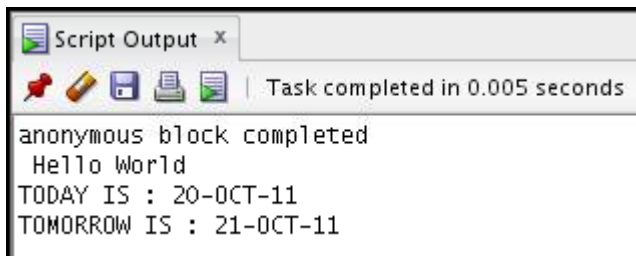 Script Output x
Task completed in 0.005 seconds
anonymous block completed
Hello World
TODAY IS : 20-OCT-11
TOMORROW IS : 21-OCT-11